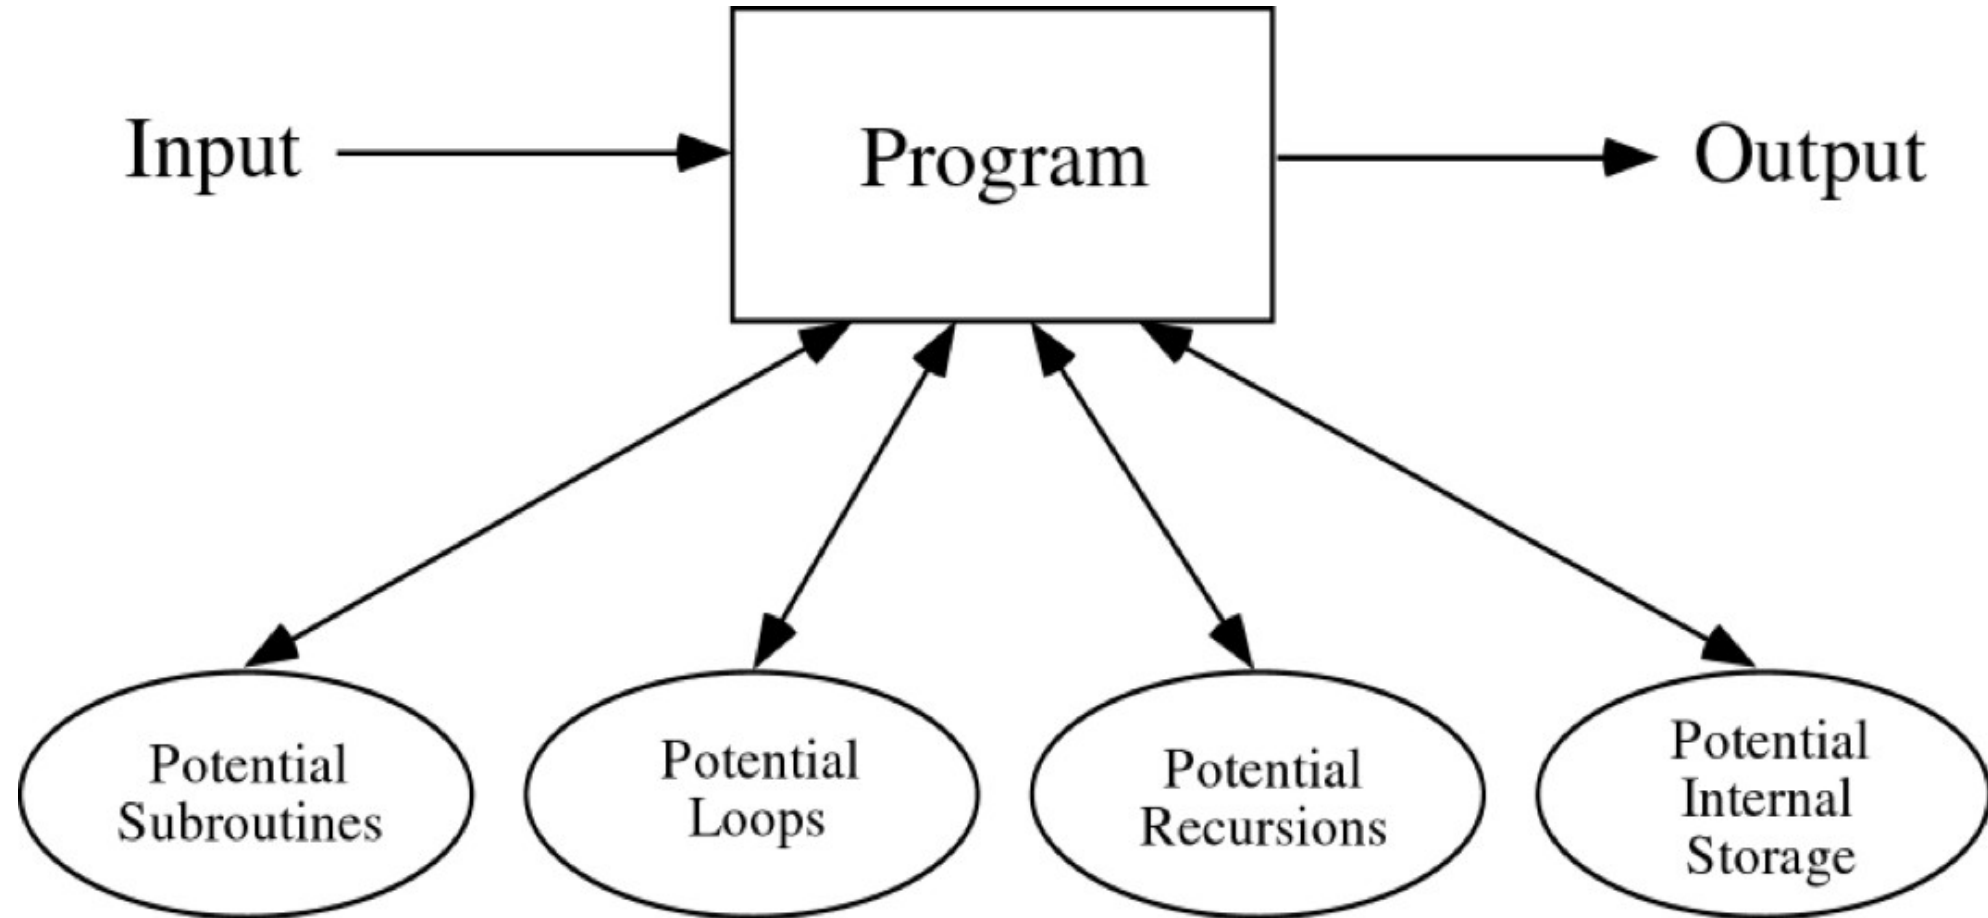 Input
Program
Output
Potential
Subroutines
Potential
Loops
Potential
Recursions
Potential
Internal
Storage